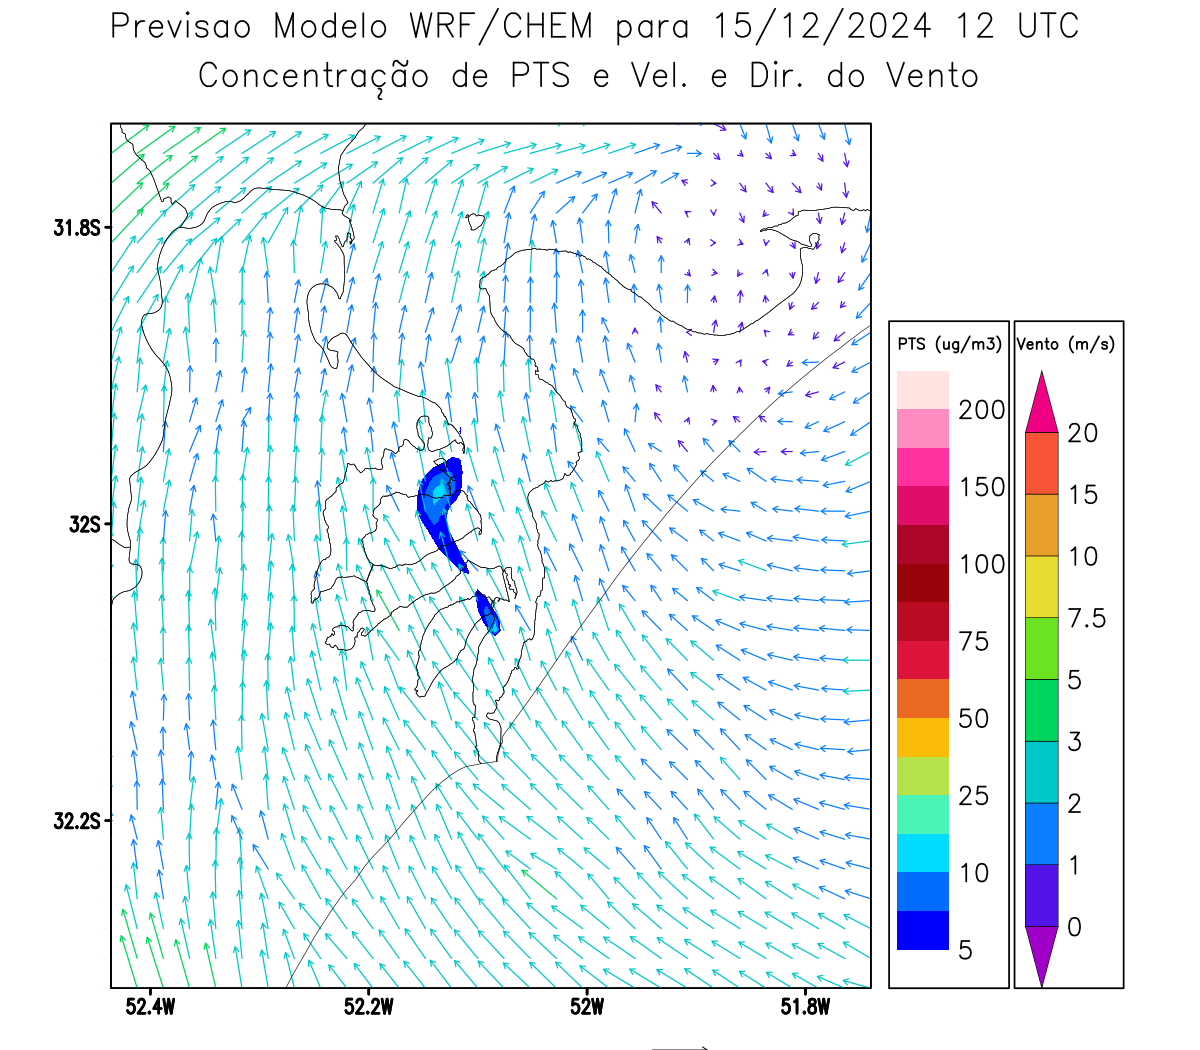 Previsao Modelo WRF/CHEM para 15/12/2024 12 UTC
Concentração de PTS e Vel. e Dir. do Vento
31.8S
32S
32.2S
52.4W 52.2W 52W 51.8W
PTS (ug/m3)
200
150
100
75
50
25
10
5
Vento (m/s)
20
15
10
7.5
5
3
2
1
0